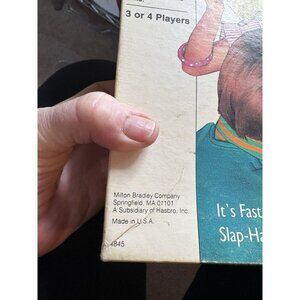 3 or 4 Players
Milton Bradley Company
Springfield, MA 01101
A Subsidiary of Hasbro, Inc.
Made in U.S.A.
4845
It's Fast
Slap-Ha